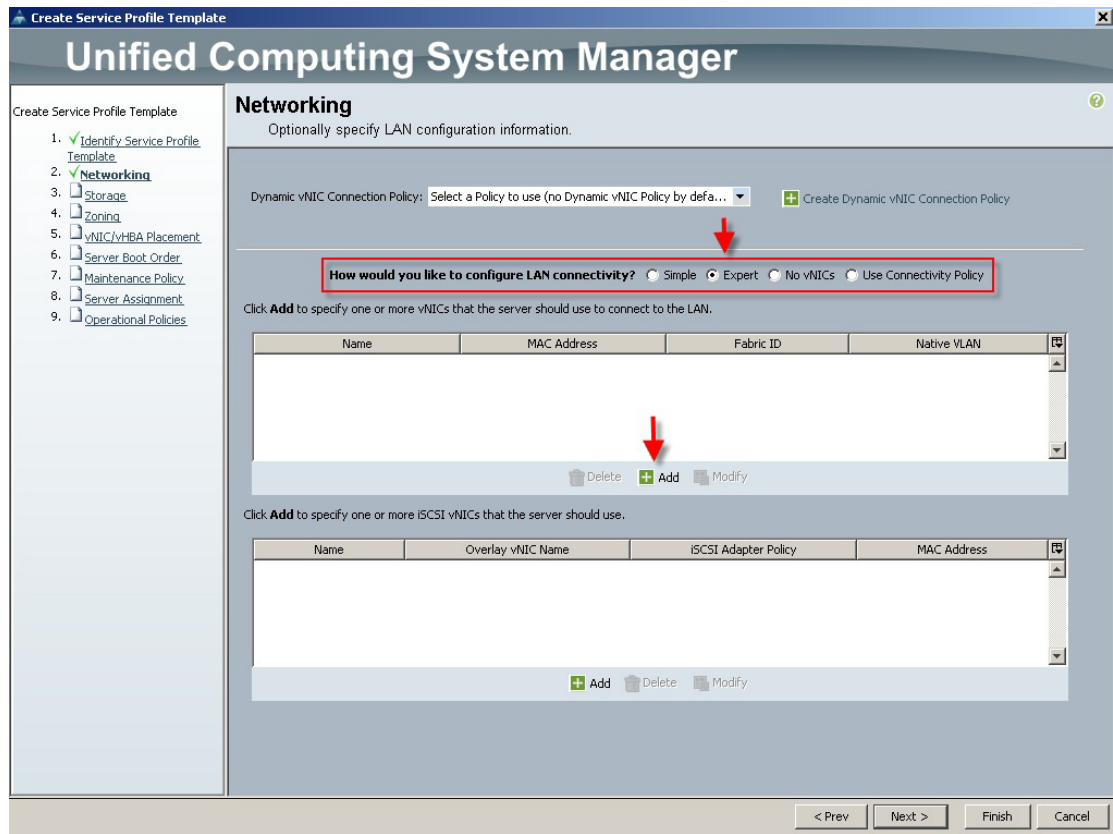 Create Service Profile Template
Unified Computing System Manager
Create Service Profile Template
1. Identify Service Profile
Template
2. Networking
3. Storage
4. Zoning
5. vNIC/vHBA Placement
6. Server Boot Order
7. Maintenance Policy
8. Server Assignment
9. Operational Policies
Networking
Optionally specify LAN configuration information.
Dynamic vNIC Connection Policy: Select a Policy to use (no Dynamic vNIC Policy by defa... Create Dynamic vNIC Connection Policy
How would you like to configure LAN connectivity? Simple Expert No vNICs Use Connectivity Policy
Click Add to specify one or more vNICs that the server should use to connect to the LAN.
Name MAC Address Fabric ID Native VLAN
Delete Add Modify
Click Add to specify one or more iSCSI vNICs that the server should use.
Name Overlay vNIC Name iSCSI Adapter Policy MAC Address
Add Delete Modify
< Prev Next > Finish Cancel